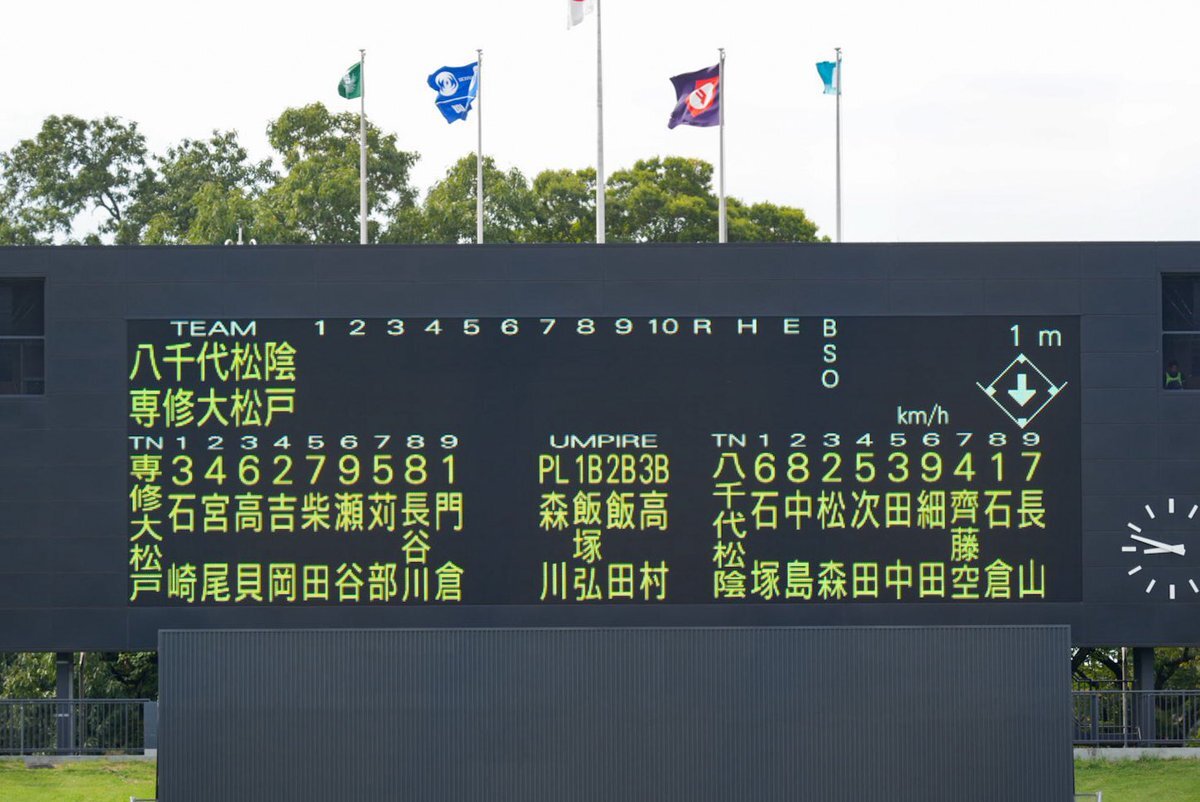 TEAM 1 2 3 4 5 6 7 8 9 10 R H E B
S
O
1 m
八千代松陰
専修大松戸
km/h
TN 1 2 3 4 5 6 7 8 9
専修大松戸
3 4 6 2 7 9 5 8 1
石崎
宮尾
高貝
吉岡
柴田
瀬谷
苅部
長谷川
門倉
UMPIRE
PL 1B 2B 3B
森川
飯塚弘
飯田
高村
TN 1 2 3 4 5 6 7 8 9
八千代松陰
6 8 2 5 3 9 4 1 7
石塚
中島
松森
次田
田中
細田
齊藤空
石倉
長山